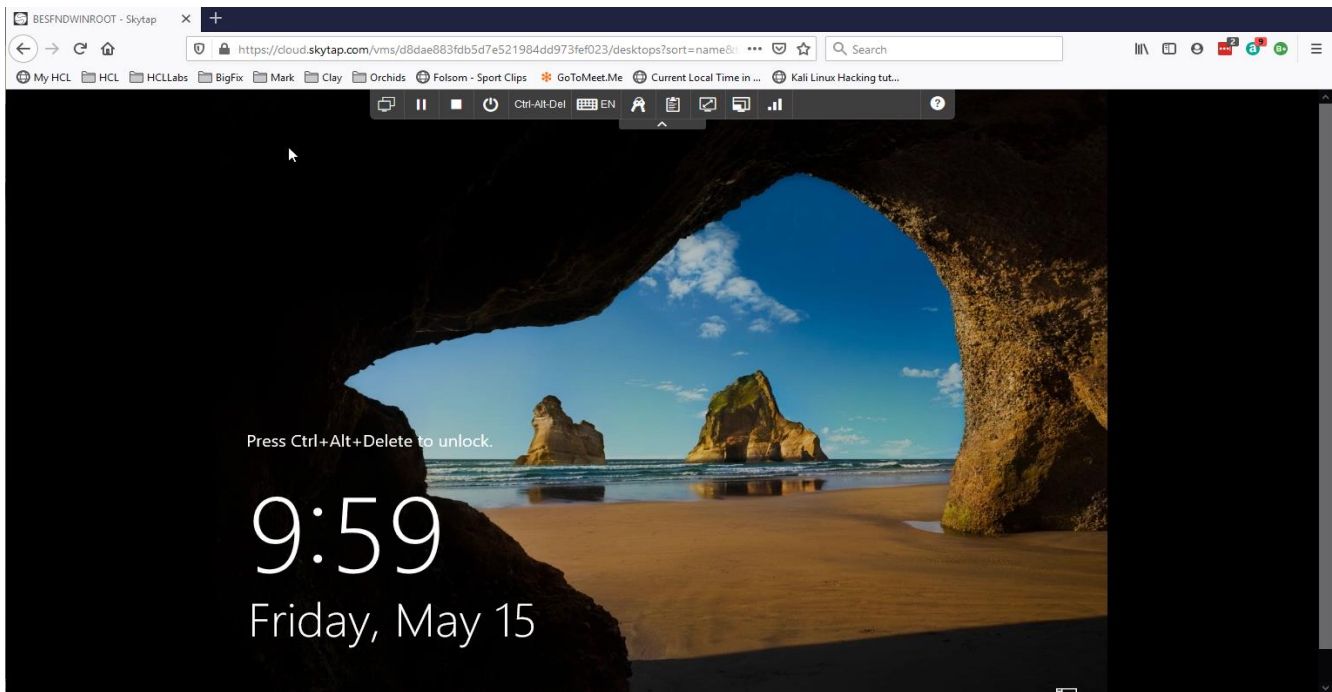 BESFNDWINROOT - Skytap
https://cloud.skytap.com/vms/d8dae883fdb5d7e521984dd973fef023/desktops?sort=name&
Search
2
9
B+
My HCL HCL HCLLabs BigFix Mark Clay Orchids Folsom - Sport Clips GoToMeet.Me Current Local Time in ... Kali Linux Hacking tut...
Ctrl-Alt-Del EN ?
Press Ctrl+Alt+Delete to unlock.
9:59
Friday, May 15